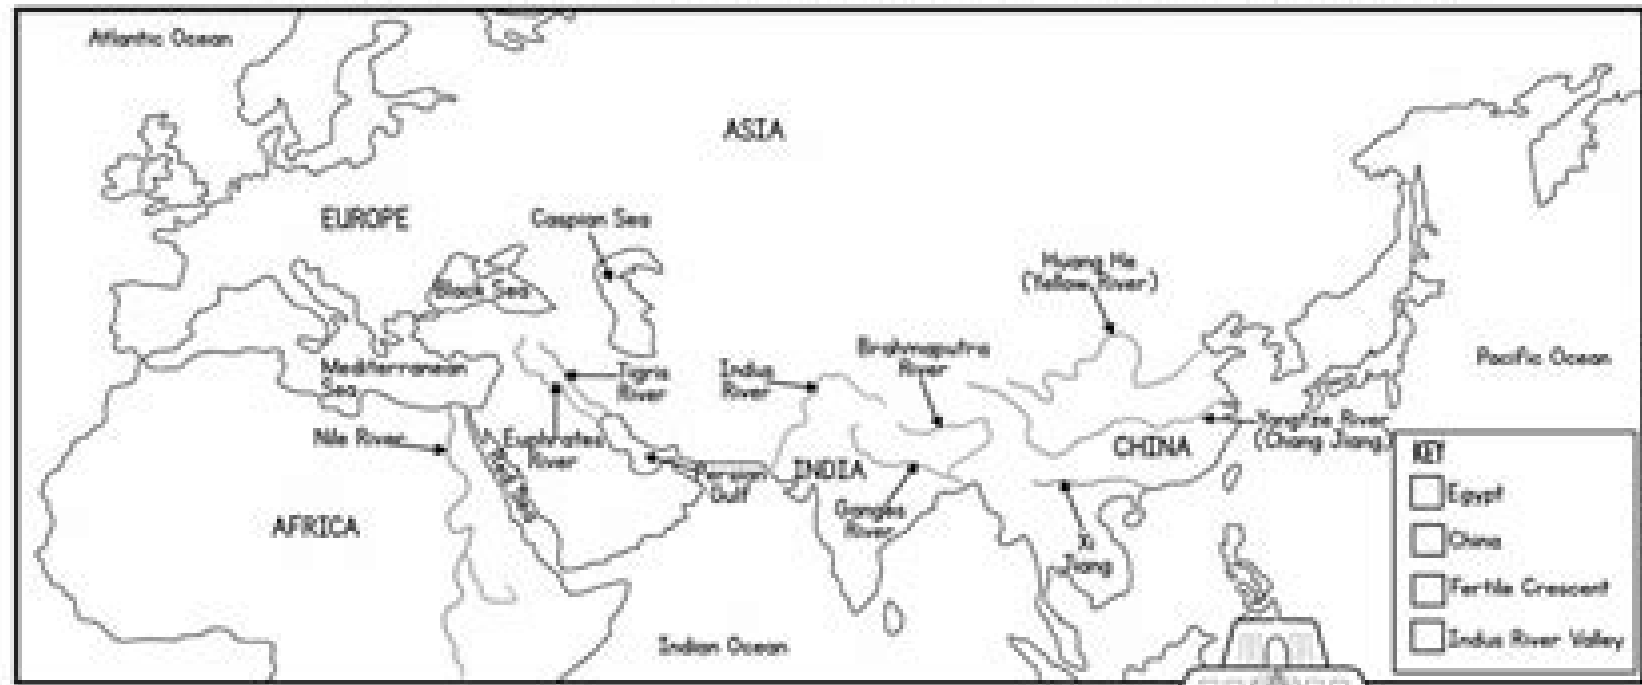 Atlantic Ocean
ASIA
EUROPE
Caspian Sea
Black Sea
Huang He
(Yellow River)
Brahmaputra
River
Pacific Ocean
Mediterranean
Sea
Tigris
River
Indus
River
Nile River
Euphrates
River
Yangtze River
(Chang Jiang)
CHINA
INDIA
Persian
Gulf
Ganges
River
AFRICA
Xi
Jiang
Indian Ocean
KEY
Egypt
China
Fertile Crescent
Indus River Valley